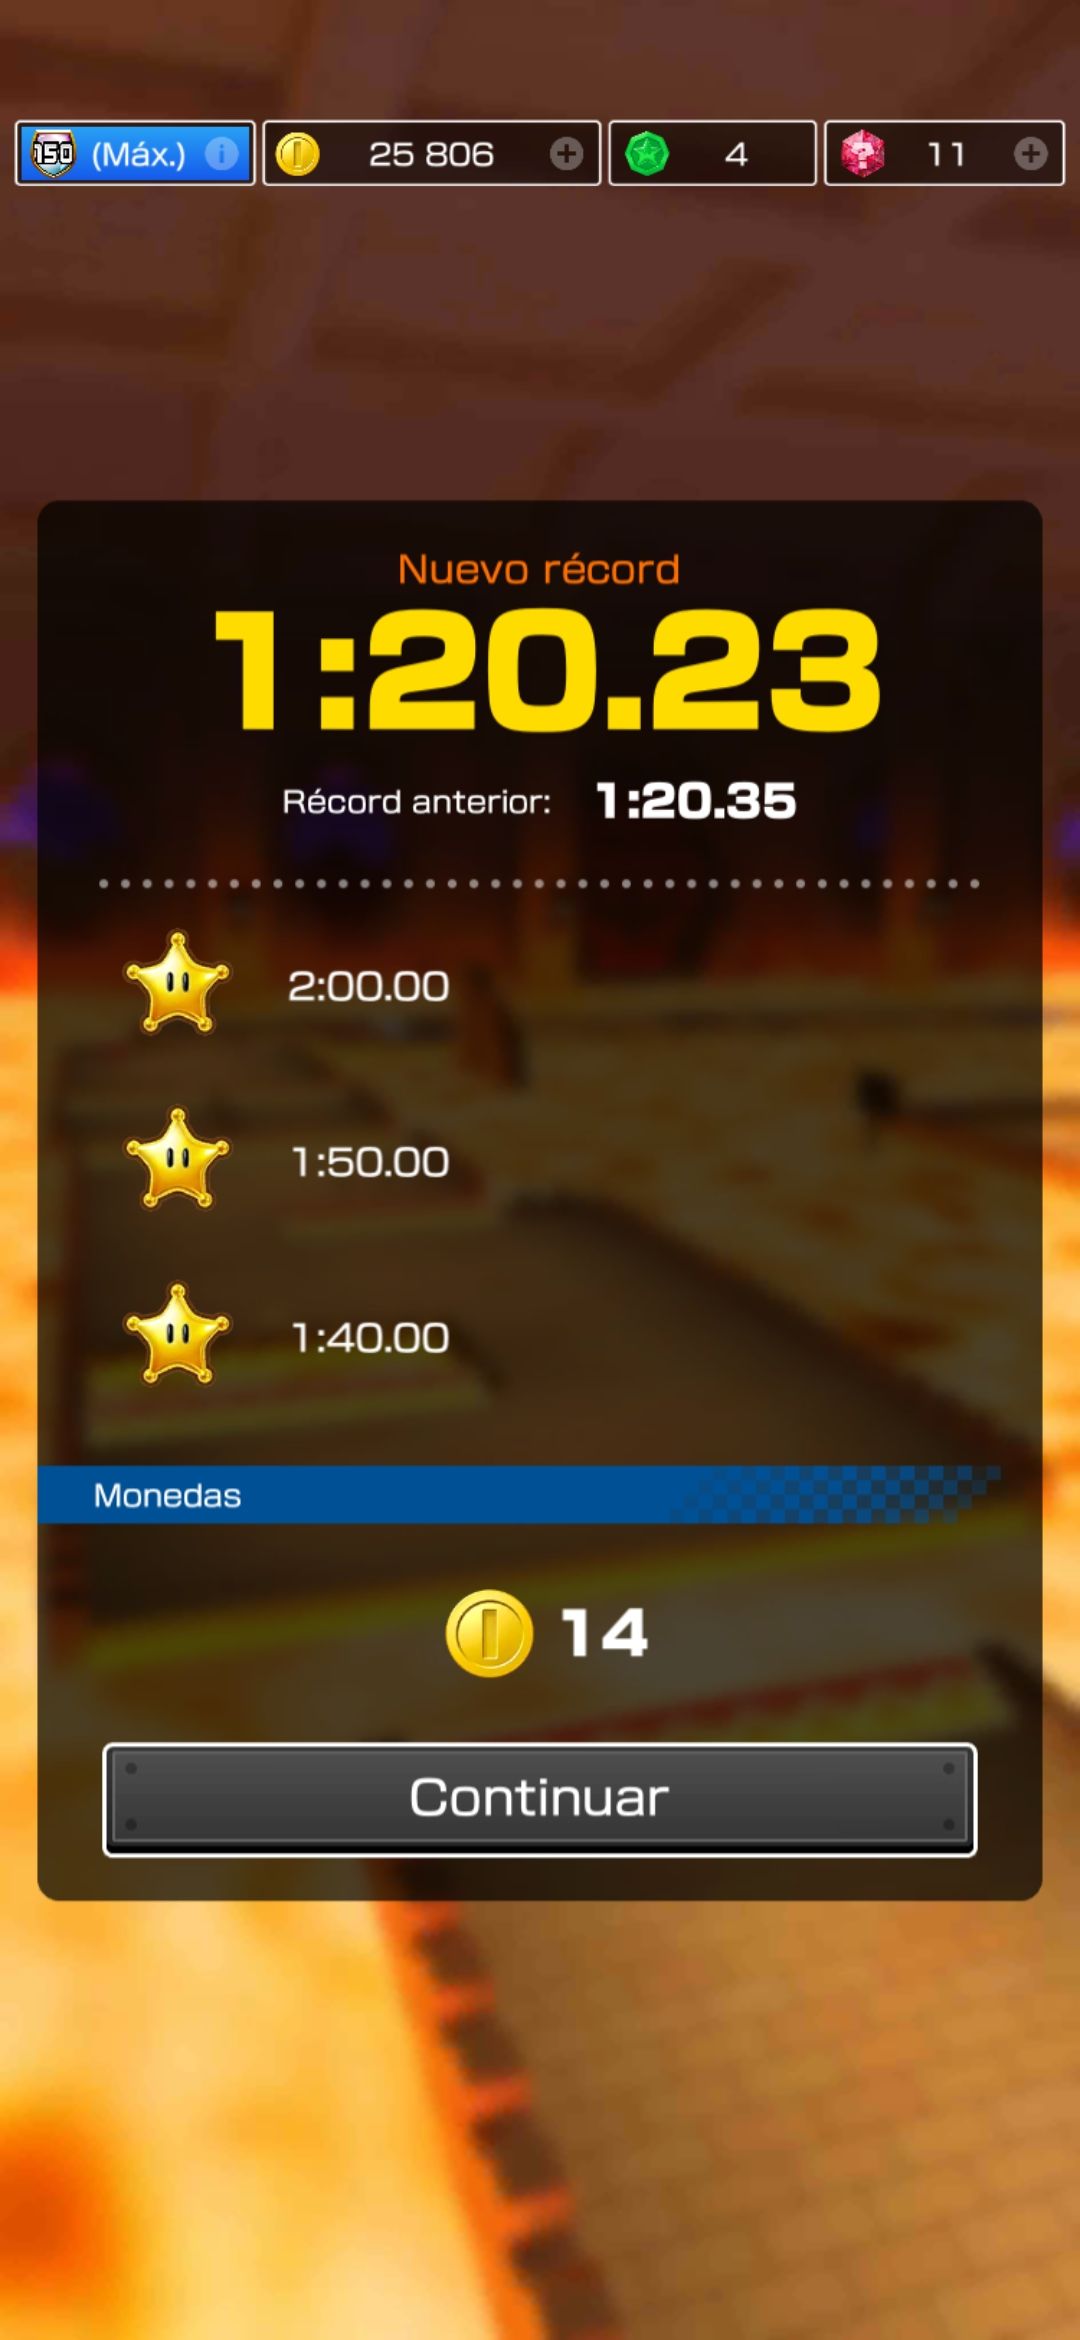 150 (Máx.) i 25 806 + 4 ? 11 +
Nuevo récord
1:20.23
Récord anterior: 1:20.35
2:00.00
1:50.00
1:40.00
Monedas
14
Continuar